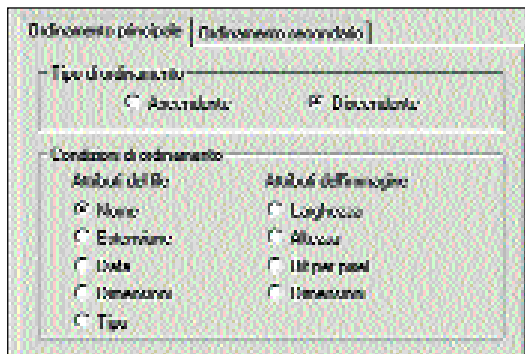 Ordinamento principale
Ordinamento secondario
Tipo di ordinamento
Ascendente
Discendente
Condizioni di ordinamento
Attributi del file
Attributi dell'immagine
Nome
Larghezza
Estensione
Altezza
Data
Bit per pixel
Dimensioni
Dimensioni
Tipo